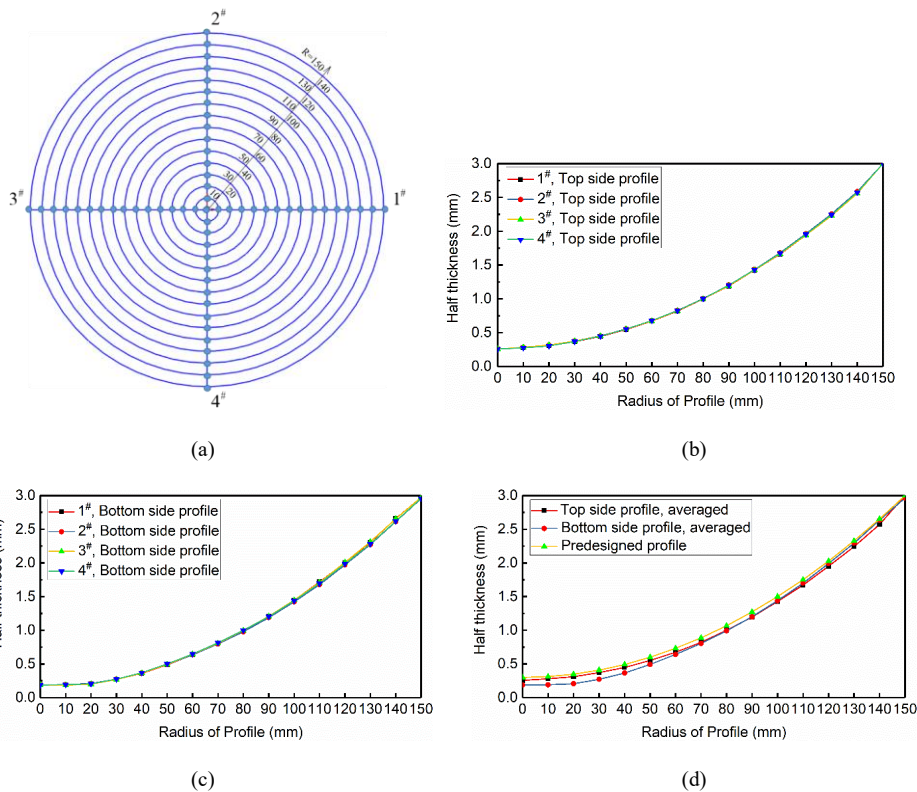 2#
R=150
140
130
120
110
100
90
80
70
60
50
40
30
20
10
3#
1#
4#
(a)
3.0
2.5
2.0
1.5
1.0
0.5
0.0
Half thickness (mm)
1#, Top side profile
2#, Top side profile
3#, Top side profile
4#, Top side profile
0 10 20 30 40 50 60 70 80 90 100 110 120 130 140 150
Radius of Profile (mm)
(b)
3.0
2.5
2.0
1.5
1.0
0.5
0.0
thickness (mm)
1#, Bottom side profile
2#, Bottom side profile
3#, Bottom side profile
4#, Bottom side profile
0 10 20 30 40 50 60 70 80 90 100 110 120 130 140 150
Radius of Profile (mm)
(c)
3.0
2.5
2.0
1.5
1.0
0.5
0.0
Half thickness (mm)
Top side profile, averaged
Bottom side profile, averaged
Predesigned profile
0 10 20 30 40 50 60 70 80 90 100 110 120 130 140 150
Radius of Profile (mm)
(d)